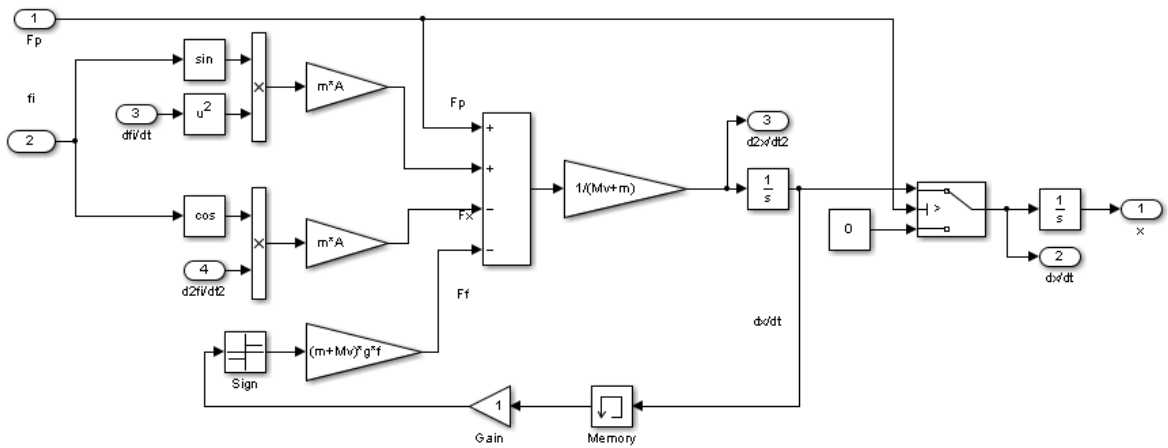 1
Fp
sin
×
m*A
fi
3
dfi/dt
u²
2
Fp
+
+
−
−
1/(Mv+m)
3
d2x/dt2
1
s
>
0
1
s
1
x
2
dx/dt
cos
×
m*A
Fx
4
d2fi/dt2
Ff
dx/dt
Sign
(m+Mv)*g*f
1
Gain
Memory